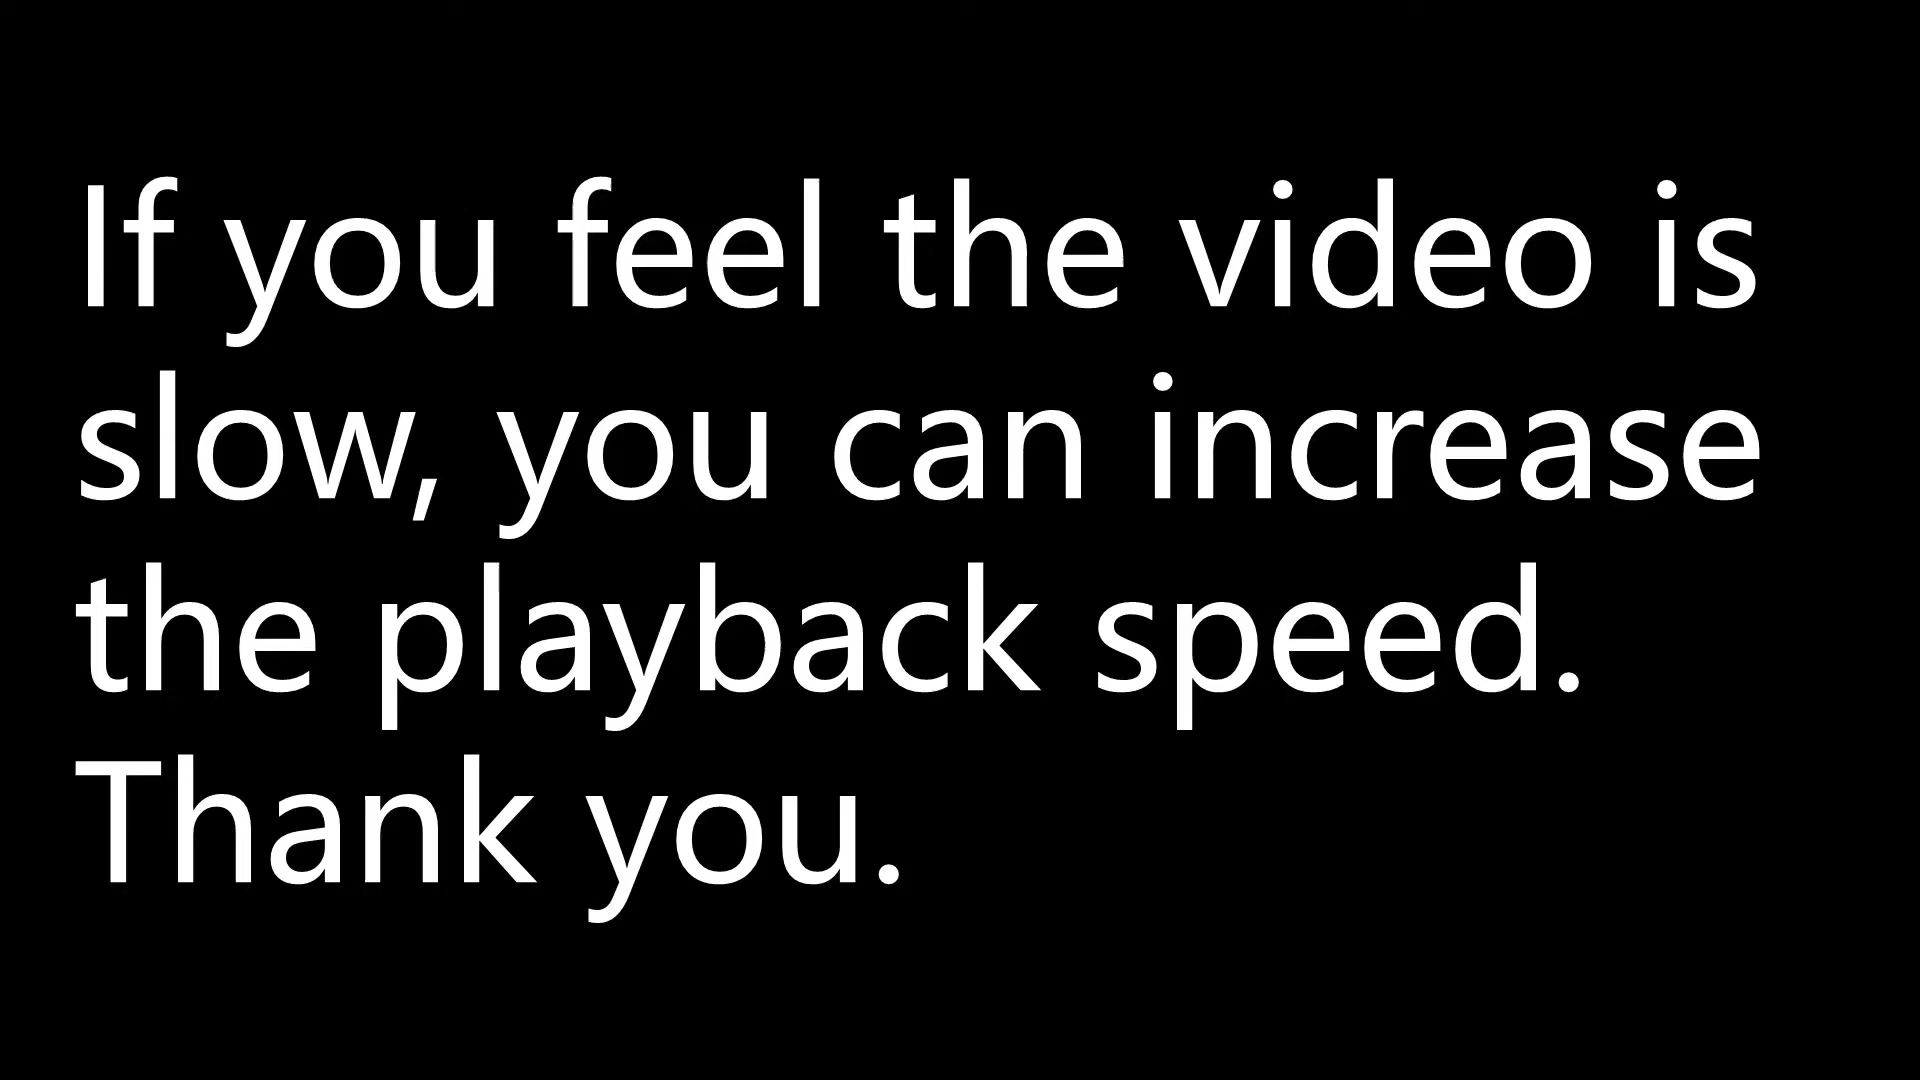 If you feel the video is
slow, you can increase
the playback speed.
Thank you.